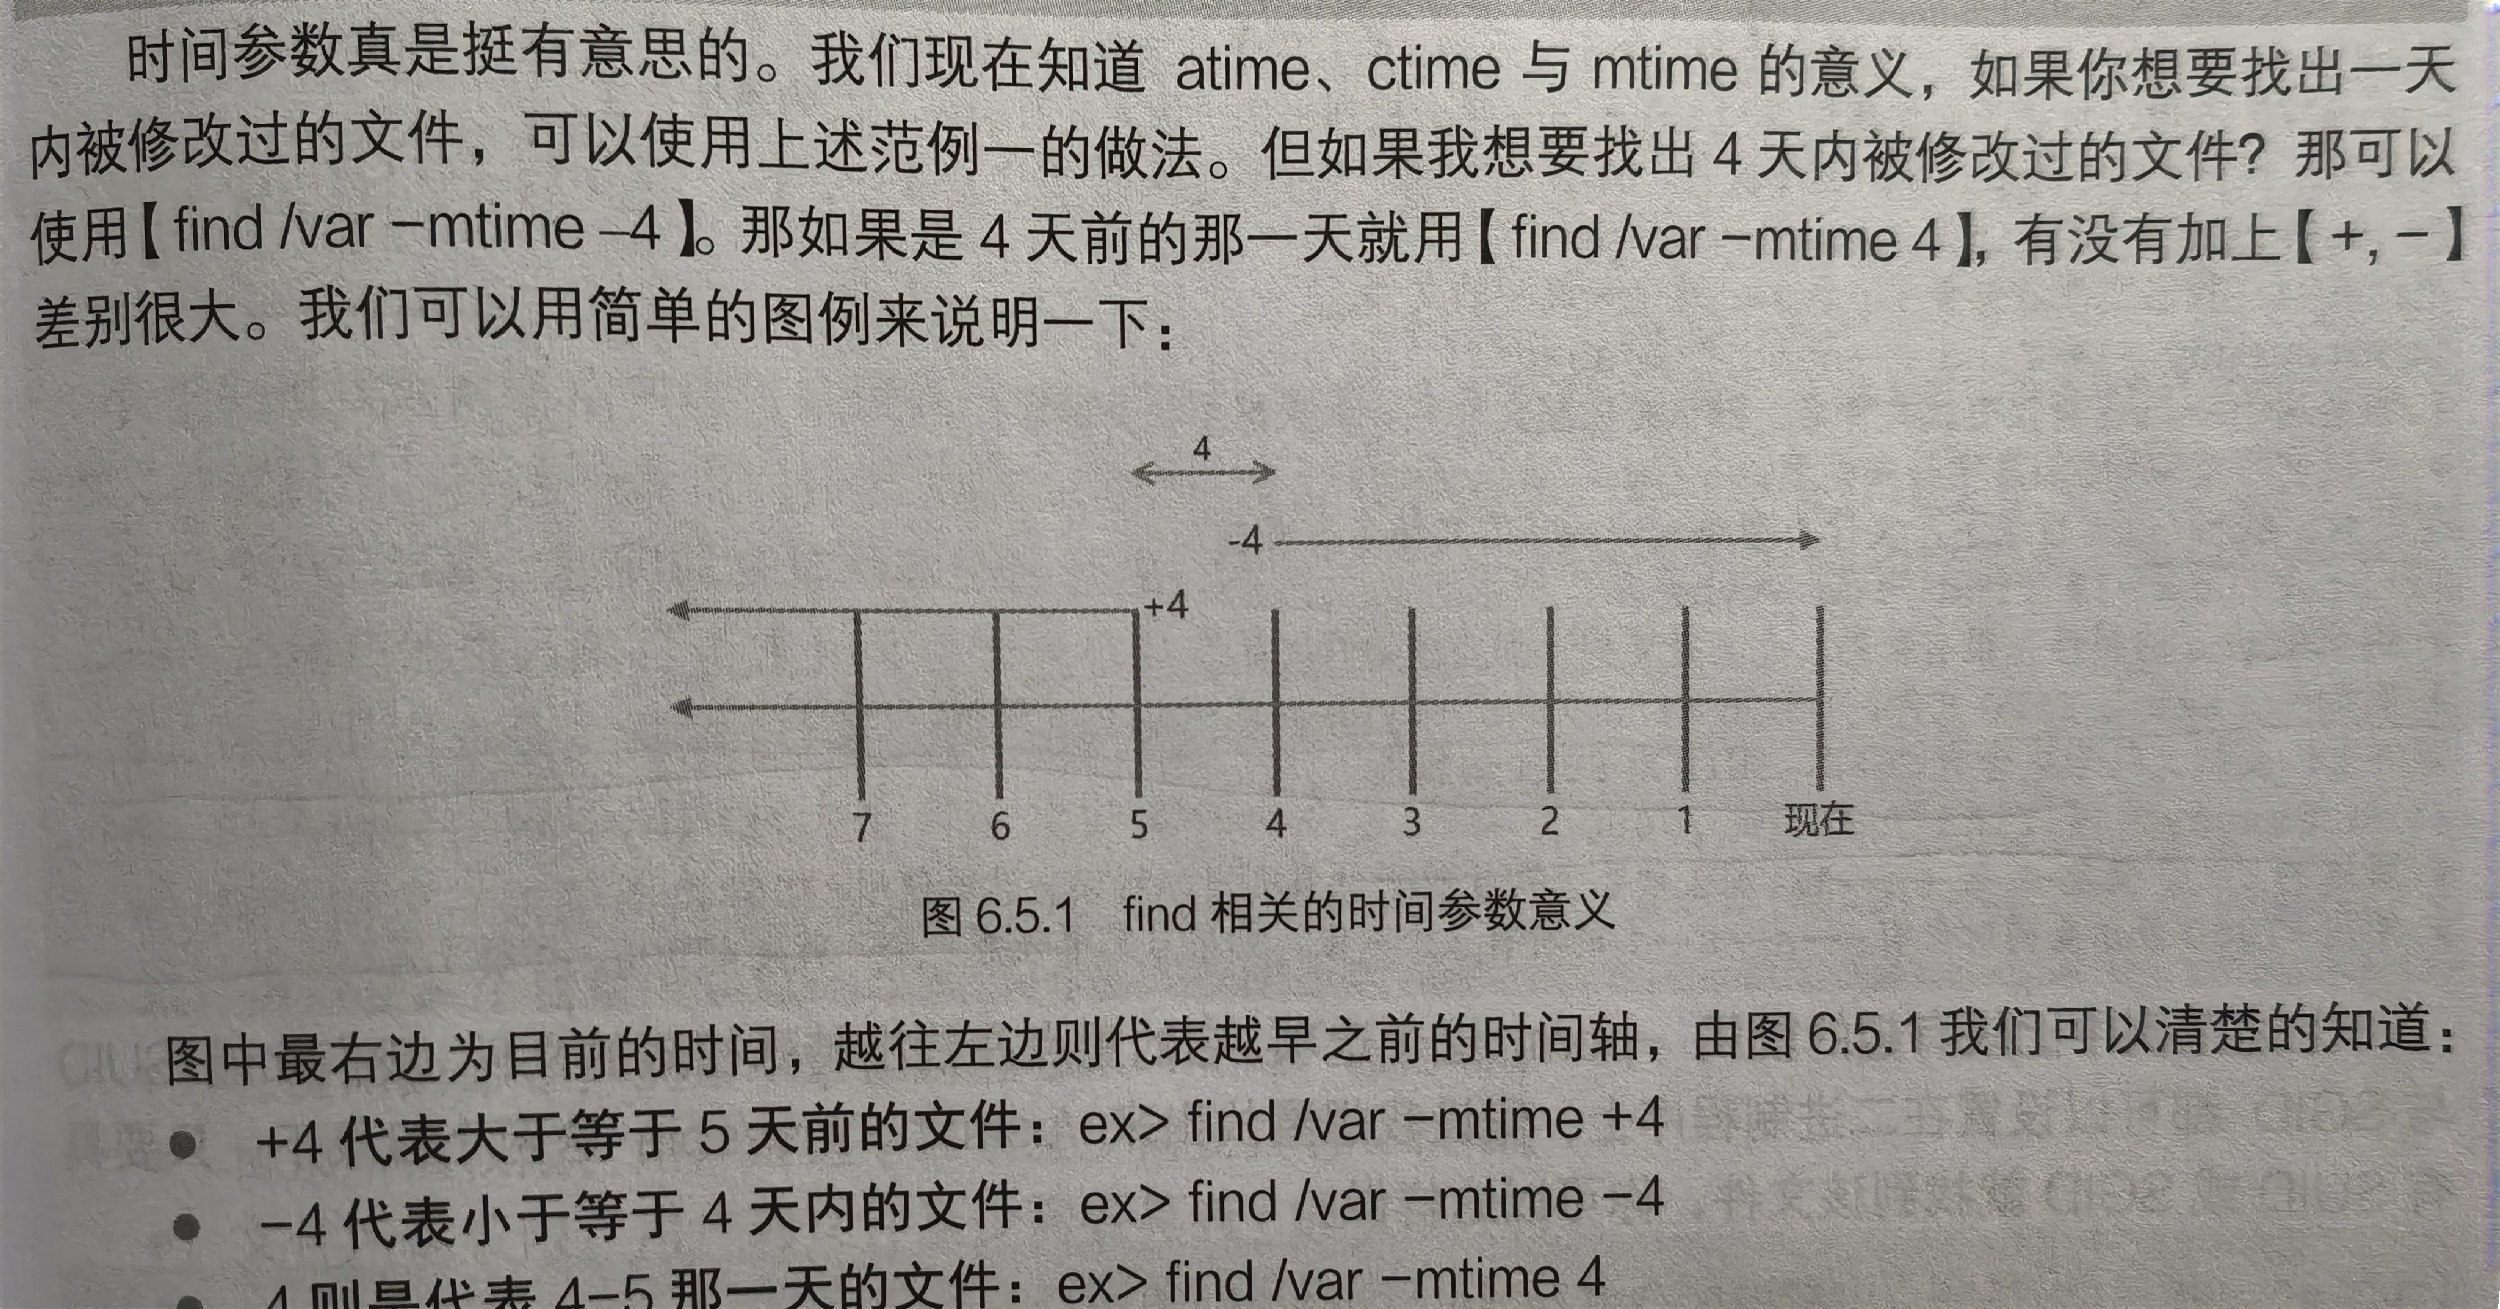 时间参数真是挺有意思的。我们现在知道 atime、ctime 与 mtime 的意义，如果你想要找出一天
内被修改过的文件，可以使用上述范例一的做法。但如果我想要找出 4 天内被修改过的文件？那可以
使用【find /var –mtime –4】。那如果是 4 天前的那一天就用【find /var –mtime 4】，有没有加上【+, –】
差别很大。我们可以用简单的图例来说明一下：
4
-4
+4
7 6 5 4 3 2 1 现在
图 6.5.1 find 相关的时间参数意义
图中最右边为目前的时间，越往左边则代表越早之前的时间轴，由图 6.5.1 我们可以清楚的知道：
● +4 代表大于等于 5 天前的文件：ex> find /var –mtime +4
● –4 代表小于等于 4 天内的文件：ex> find /var –mtime –4
● 4 则是代表 4–5 那一天的文件：ex> find /var –mtime 4